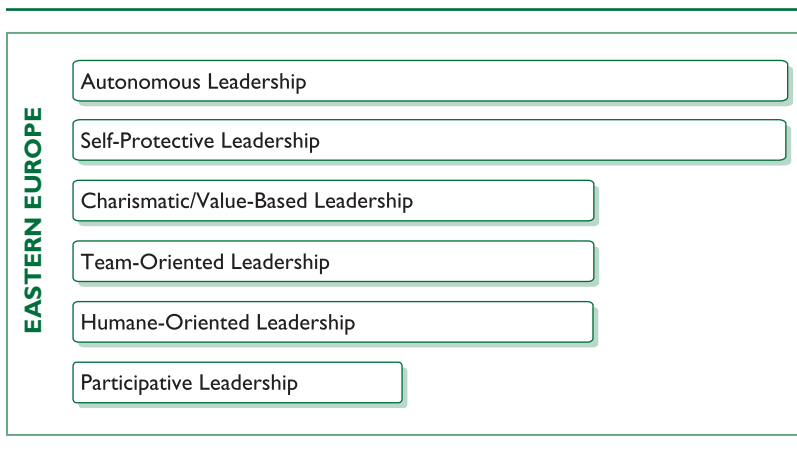 EASTERN EUROPE
Autonomous Leadership
Self-Protective Leadership
Charismatic/Value-Based Leadership
Team-Oriented Leadership
Humane-Oriented Leadership
Participative Leadership